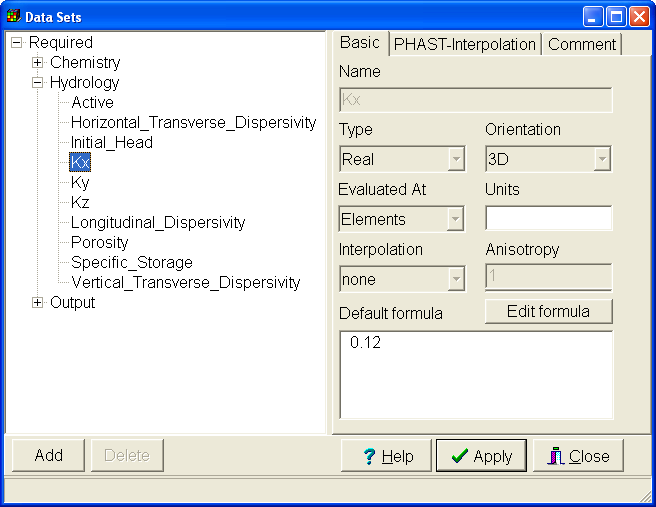 Data Sets
Required
Chemistry
Hydrology
Active
Horizontal_Transverse_Dispersivity
Initial_Head
Kx
Ky
Kz
Longitudinal_Dispersivity
Porosity
Specific_Storage
Vertical_Transverse_Dispersivity
Output
Basic PHAST-Interpolation Comment
Name
Kx
Type Orientation
Real 3D
Evaluated At Units
Elements
Interpolation Anisotropy
none 1
Default formula Edit formula
0.12
Add Delete ? Help Apply Close